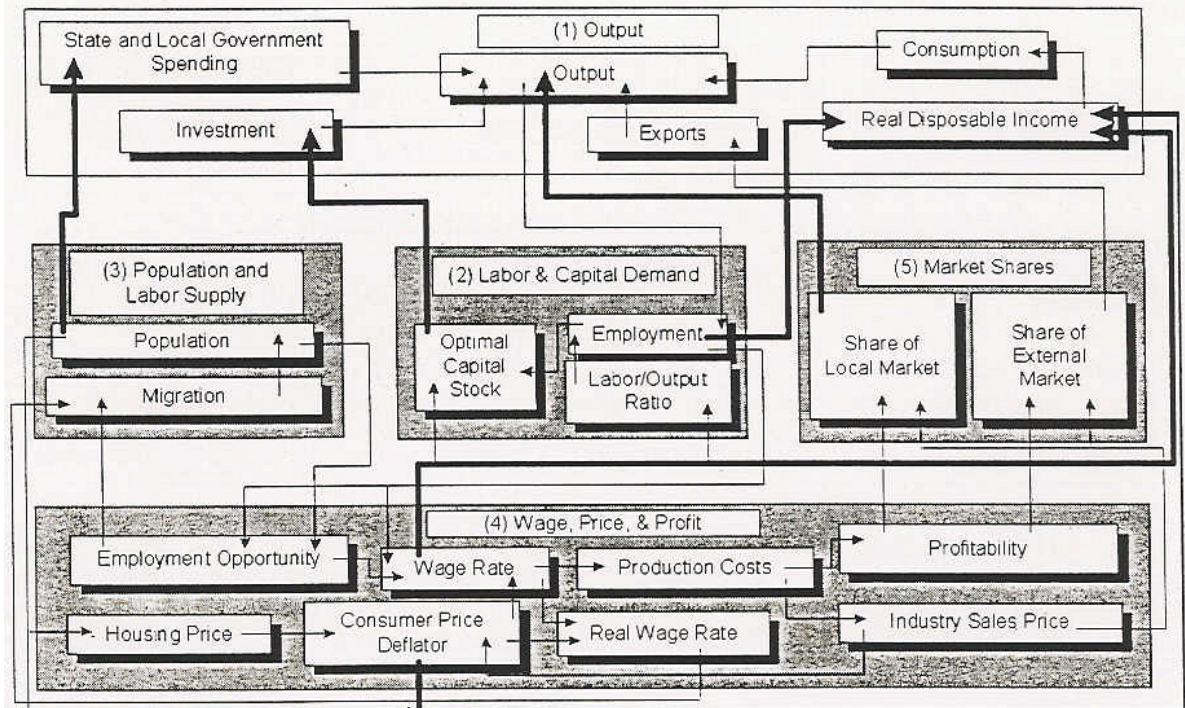 (1) Output
State and Local Government
Spending
Output
Consumption
Investment
Exports
Real Disposable Income
(3) Population and
Labor Supply
Population
Migration
(2) Labor & Capital Demand
Optimal
Capital
Stock
Employment
Labor/Output
Ratio
(5) Market Shares
Share of
Local Market
Share of
External
Market
(4) Wage, Price, & Profit
Employment Opportunity
Wage Rate
Production Costs
Profitability
Housing Price
Consumer Price
Deflator
Real Wage Rate
Industry Sales Price